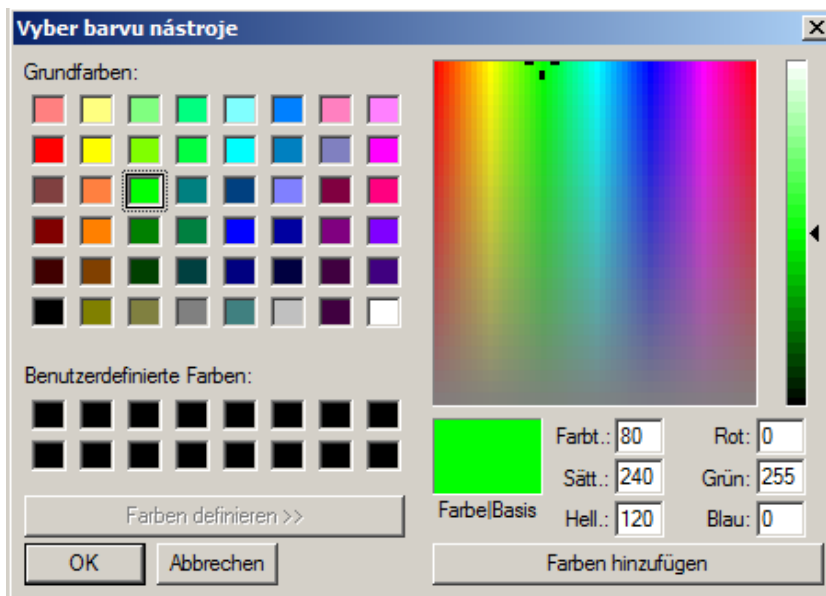 Vyber barvu nástroje
Grundfarben:
Benutzerdefinierte Farben:
Farben definieren >>
OK
Abbrechen
Farbe|Basis
Farbt.: 80
Sätt.: 240
Hell.: 120
Rot: 0
Grün: 255
Blau: 0
Farben hinzufügen